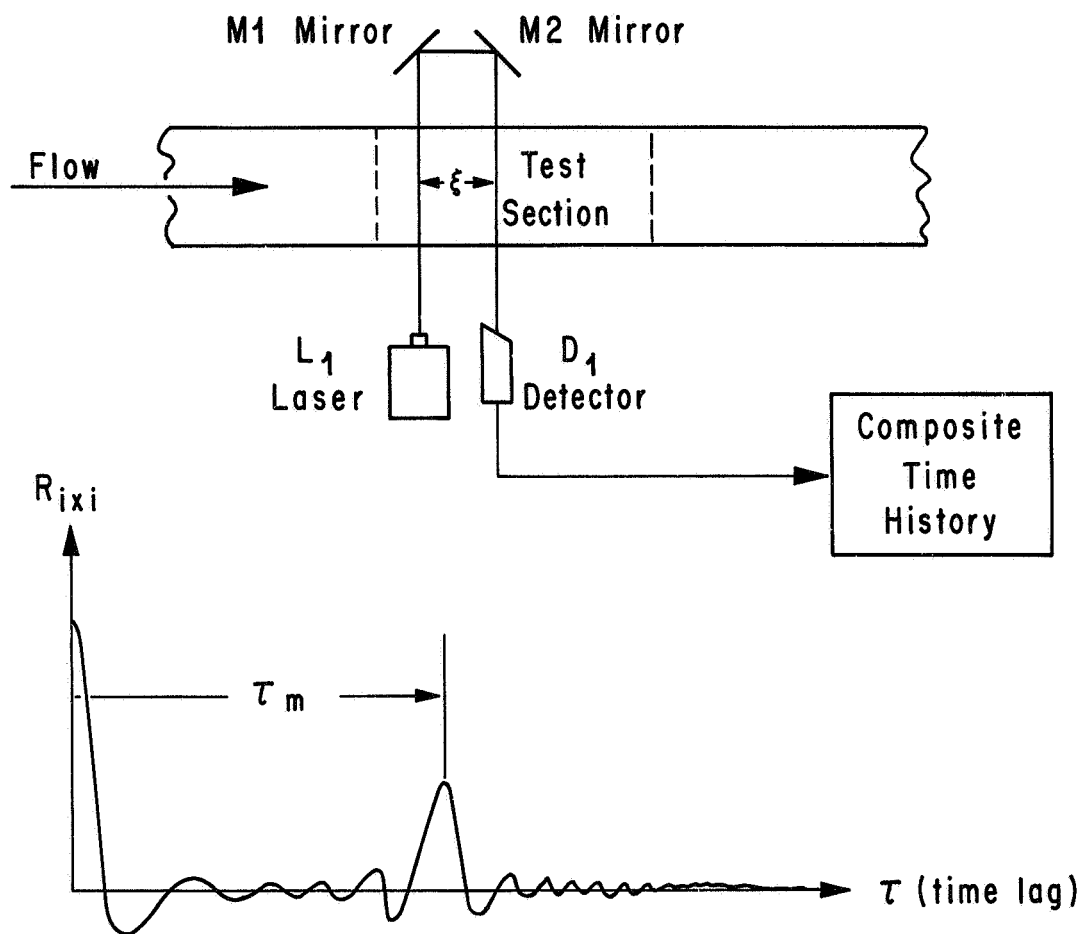 M1 Mirror
M2 Mirror
Flow
ξ
Test
Section
L1
Laser
D1
Detector
Composite
Time
History
Rixi
τm
τ (time lag)